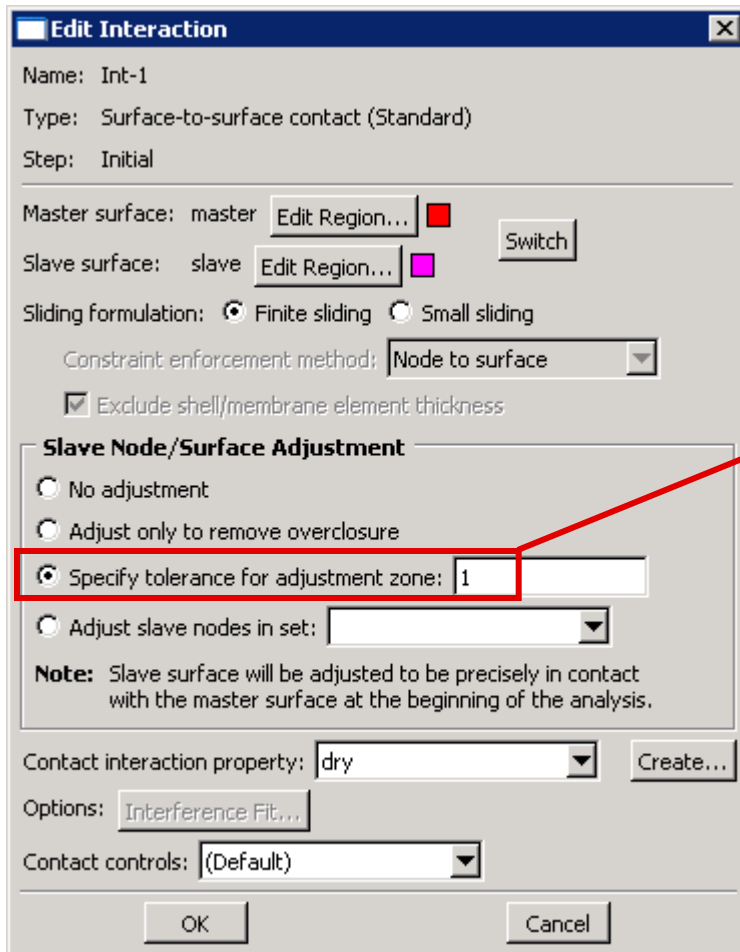 Edit Interaction
Name: Int-1
Type: Surface-to-surface contact (Standard)
Step: Initial
Master surface: master Edit Region...
Switch
Slave surface: slave Edit Region...
Sliding formulation: Finite sliding Small sliding
Constraint enforcement method: Node to surface
Exclude shell/membrane element thickness
Slave Node/Surface Adjustment
No adjustment
Adjust only to remove overclosure
Specify tolerance for adjustment zone: 1
Adjust slave nodes in set:
Note: Slave surface will be adjusted to be precisely in contact
with the master surface at the beginning of the analysis.
Contact interaction property: dry Create...
Options: Interference Fit...
Contact controls: (Default)
OK Cancel